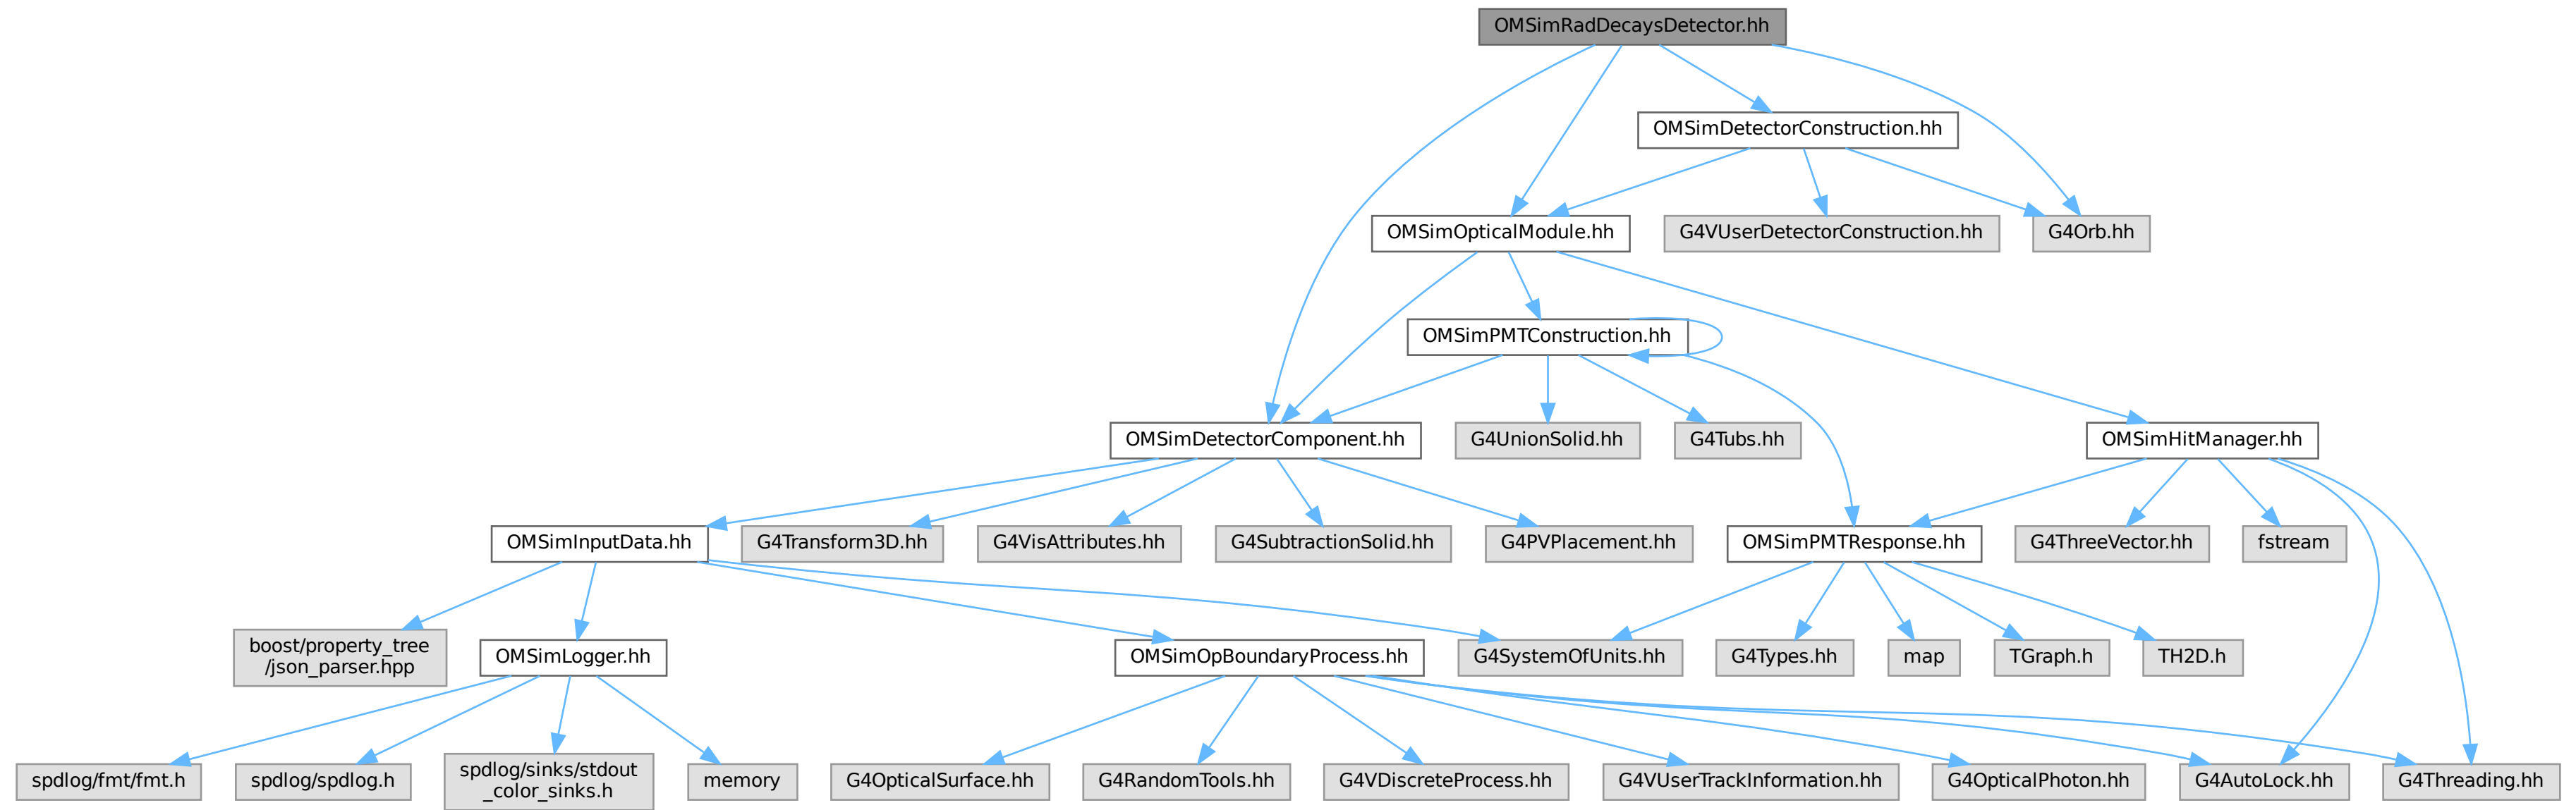 OMSimRadDecaysDetector.hh
OMSimDetectorConstruction.hh
OMSimOpticalModule.hh
G4VUserDetectorConstruction.hh
G4Orb.hh
OMSimPMTConstruction.hh
OMSimDetectorComponent.hh
G4UnionSolid.hh
G4Tubs.hh
OMSimHitManager.hh
OMSimInputData.hh
G4Transform3D.hh
G4VisAttributes.hh
G4SubtractionSolid.hh
G4PVPlacement.hh
OMSimPMTResponse.hh
G4ThreeVector.hh
fstream
boost/property_tree
/json_parser.hpp
OMSimLogger.hh
OMSimOpBoundaryProcess.hh
G4SystemOfUnits.hh
G4Types.hh
map
TGraph.h
TH2D.h
spdlog/fmt/fmt.h
spdlog/spdlog.h
spdlog/sinks/stdout
_color_sinks.h
memory
G4OpticalSurface.hh
G4RandomTools.hh
G4VDiscreteProcess.hh
G4VUserTrackInformation.hh
G4OpticalPhoton.hh
G4AutoLock.hh
G4Threading.hh